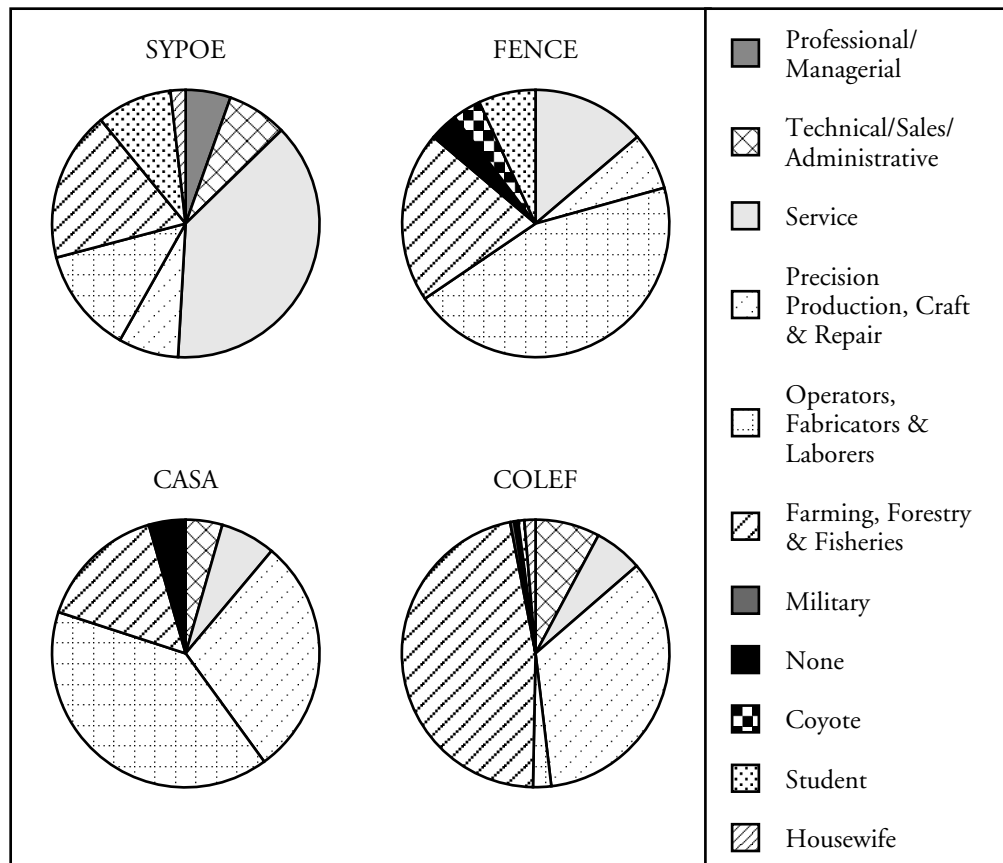 SYPOE
FENCE
CASA
COLEF
Professional/
Managerial
Technical/Sales/
Administrative
Service
Precision
Production, Craft
& Repair
Operators,
Fabricators &
Laborers
Farming, Forestry
& Fisheries
Military
None
Coyote
Student
Housewife